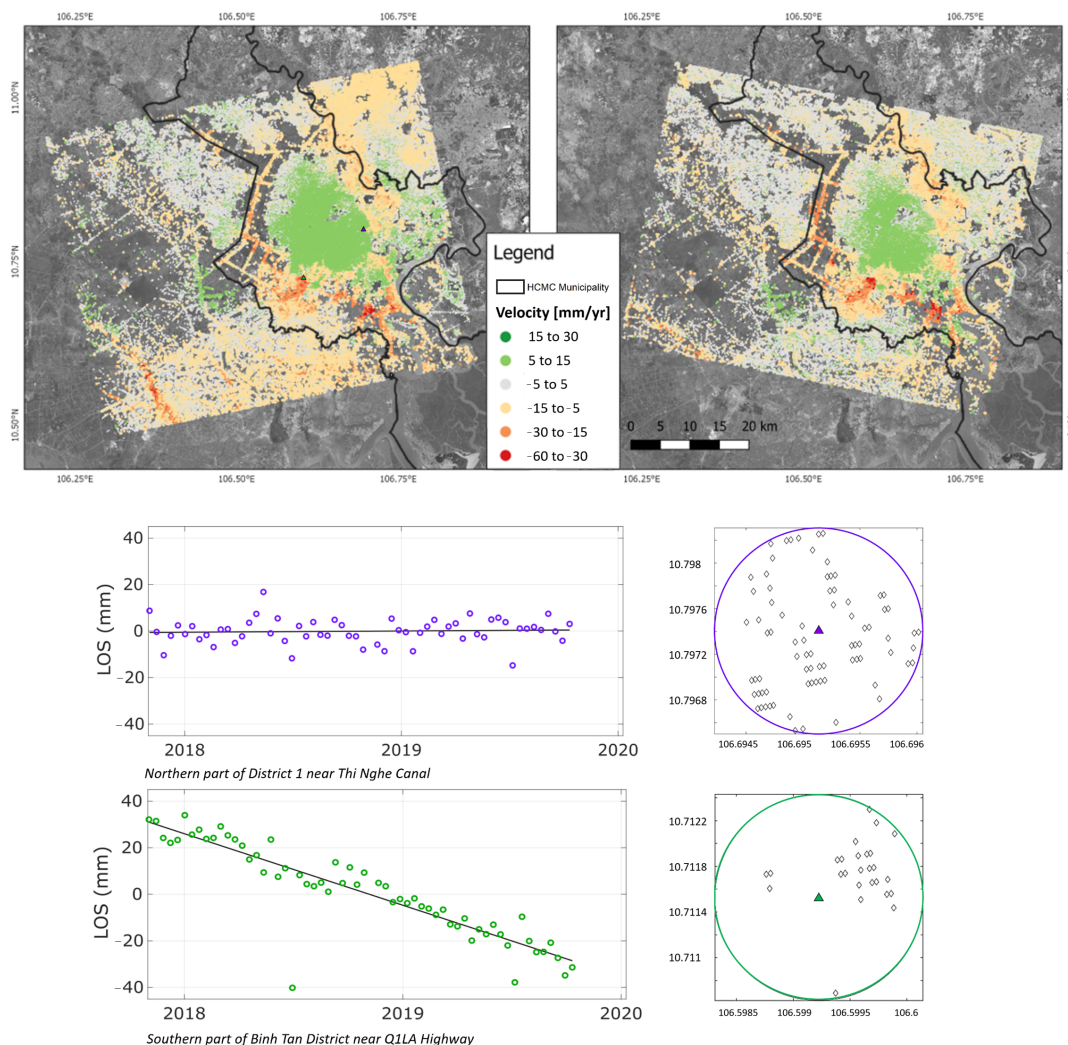 106.25°E 106.50°E 106.75°E 106.25°E 106.50°E 106.75°E
11.00°N
10.75°N
10.50°N
Legend
HCMC Municipality
Velocity [mm/yr]
15 to 30
5 to 15
-5 to 5
-15 to -5
-30 to -15
-60 to -30
0 5 10 15 20 km
106.25°E 106.50°E 106.75°E 106.25°E 106.50°E 106.75°E
LOS (mm)
40
20
0
-20
-40
2018 2019 2020
Northern part of District 1 near Thi Nghe Canal
10.798
10.7976
10.7972
10.7968
106.6945 106.695 106.6955 106.696
LOS (mm)
40
20
0
-20
-40
2018 2019 2020
Southern part of Binh Tan District near Q1LA Highway
10.7122
10.7118
10.7114
10.711
106.5985 106.599 106.5995 106.6